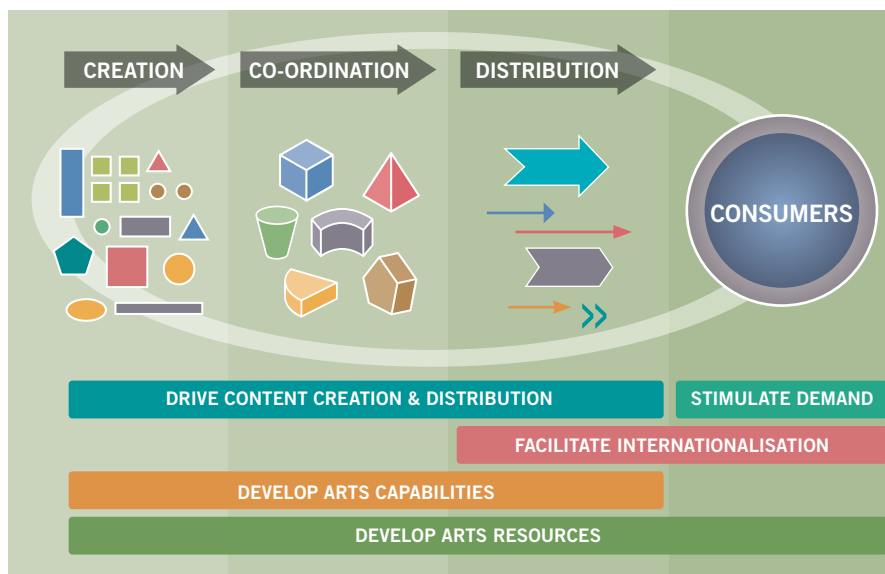 CREATION
CO-ORDINATION
DISTRIBUTION
CONSUMERS
DRIVE CONTENT CREATION & DISTRIBUTION
STIMULATE DEMAND
FACILITATE INTERNATIONALISATION
DEVELOP ARTS CAPABILITIES
DEVELOP ARTS RESOURCES